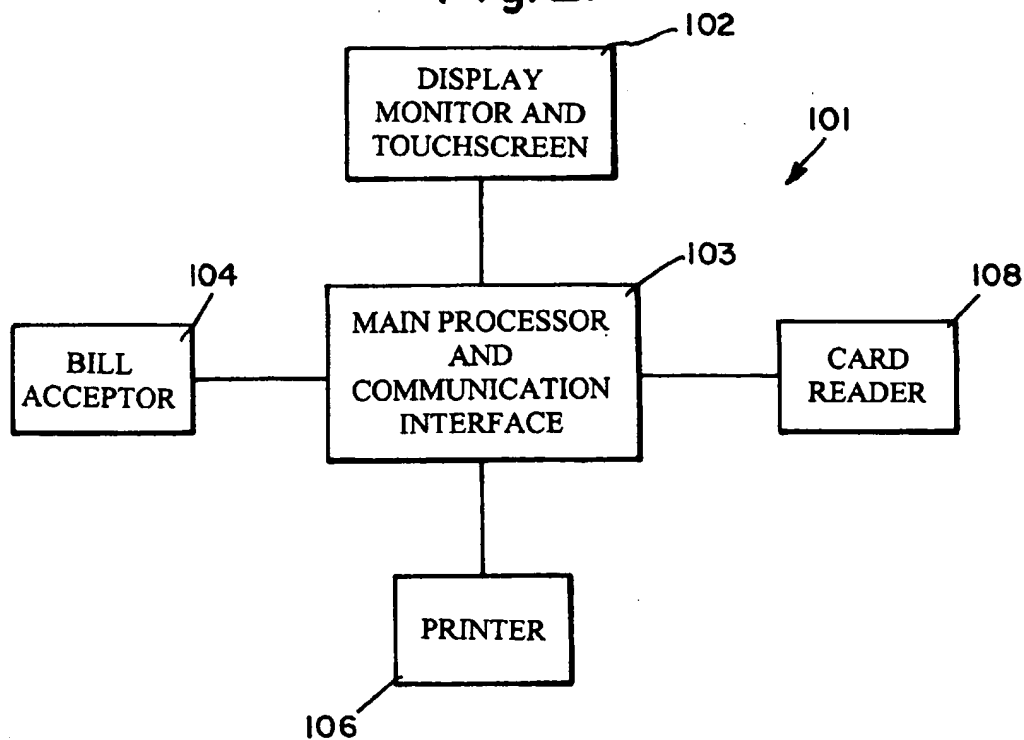 102
DISPLAY
MONITOR AND
TOUCHSCREEN
101
103
104
108
MAIN PROCESSOR
AND
COMMUNICATION
INTERFACE
BILL
ACCEPTOR
CARD
READER
PRINTER
106